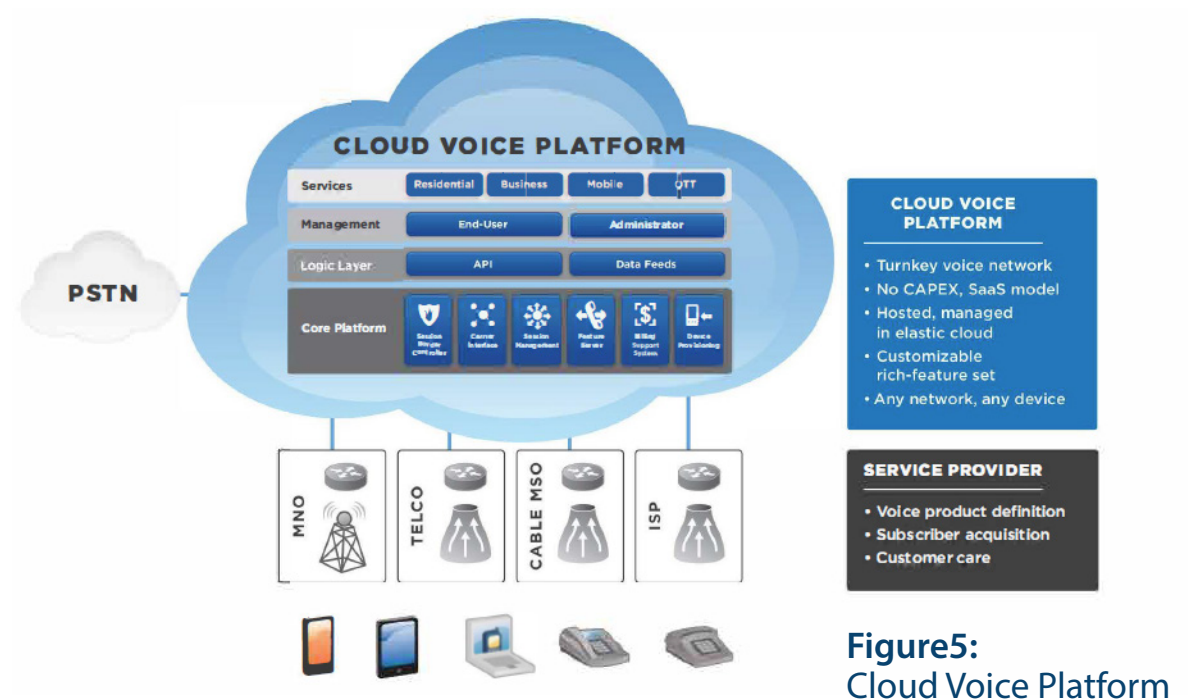 CLOUD VOICE PLATFORM
Services
Residential
Business
Mobile
OTT
Management
End-User
Administrator
Logic Layer
API
Data Feeds
Core Platform
Session
Border
Controller
Carrier
Interface
Session
Management
Feature
Server
Billing
Support
System
Device
Provisioning
PSTN
MNO
TELCO
CABLE MSO
ISP
CLOUD VOICE
PLATFORM
• Turnkey voice network
• No CAPEX, SaaS model
• Hosted, managed
in elastic cloud
• Customizable
rich-feature set
• Any network, any device
SERVICE PROVIDER
• Voice product definition
• Subscriber acquisition
• Customer care
Figure5:
Cloud Voice Platform